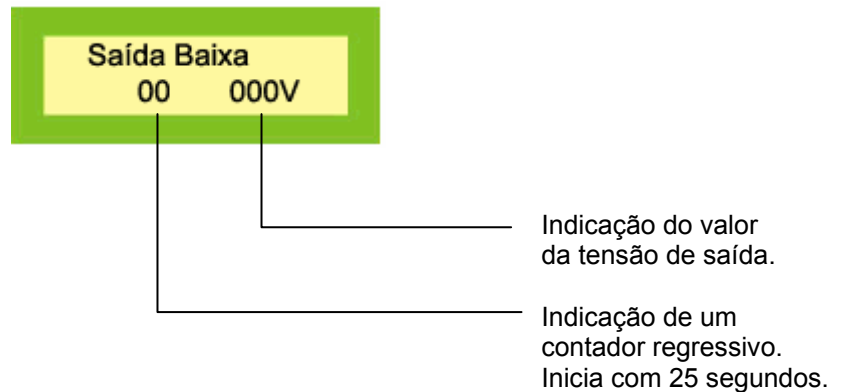 Saída Baixa
00 000V
Indicação do valor
da tensão de saída.
Indicação de um
contador regressivo.
Inicia com 25 segundos.